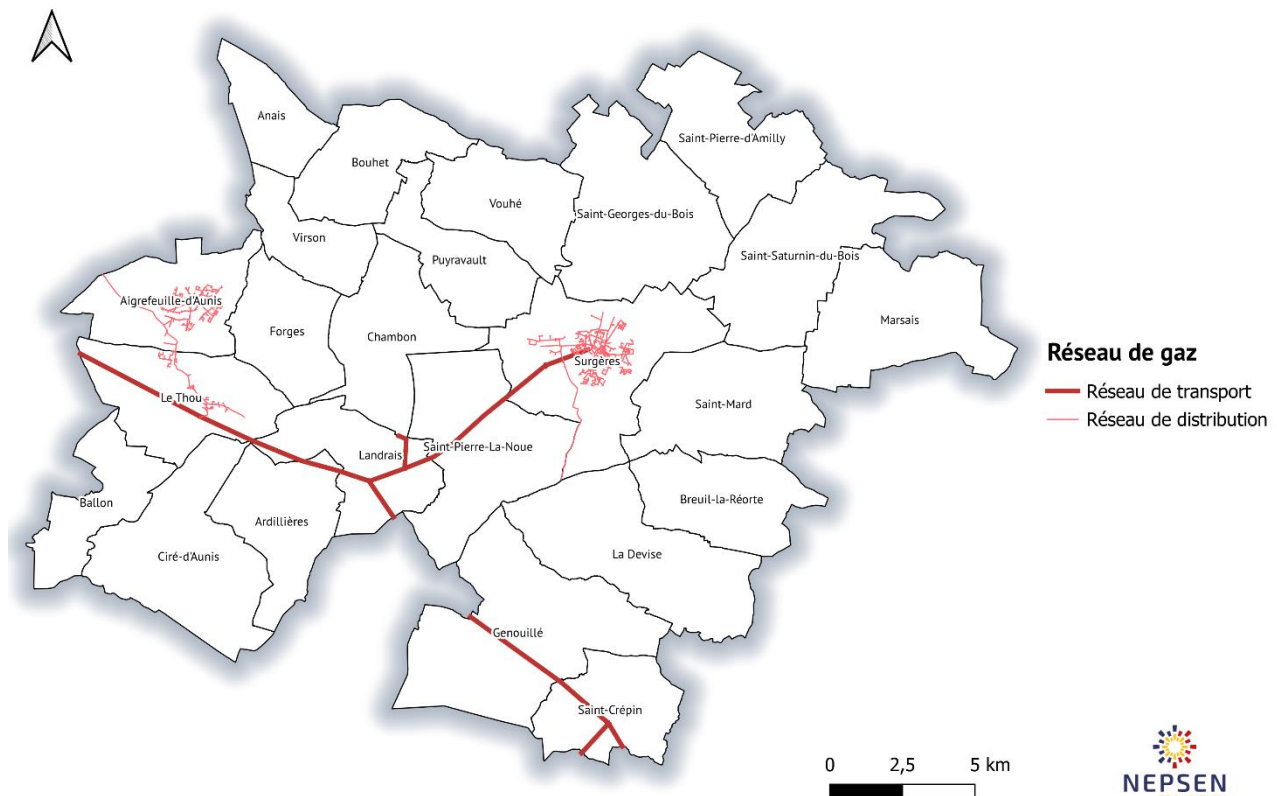 Anais
Saint-Pierre-d'Amilly
Bouhet
Vouhé
Saint-Georges-du-Bois
Virson
Puyravault
Saint-Saturnin-du-Bois
Aigrefeuille-d'Aunis
Marsais
Forges
Chambon
Réseau de gaz
Surgères
Réseau de transport
Le Thou
Saint-Mard
Réseau de distribution
Saint-Pierre-La-Noue
Landrais
Breuil-la-Réorte
Ballon
Ardillières
Ciré-d'Aunis
La Devise
Genouillé
Saint-Crépin
0 2,5 5 km
NEPSEN